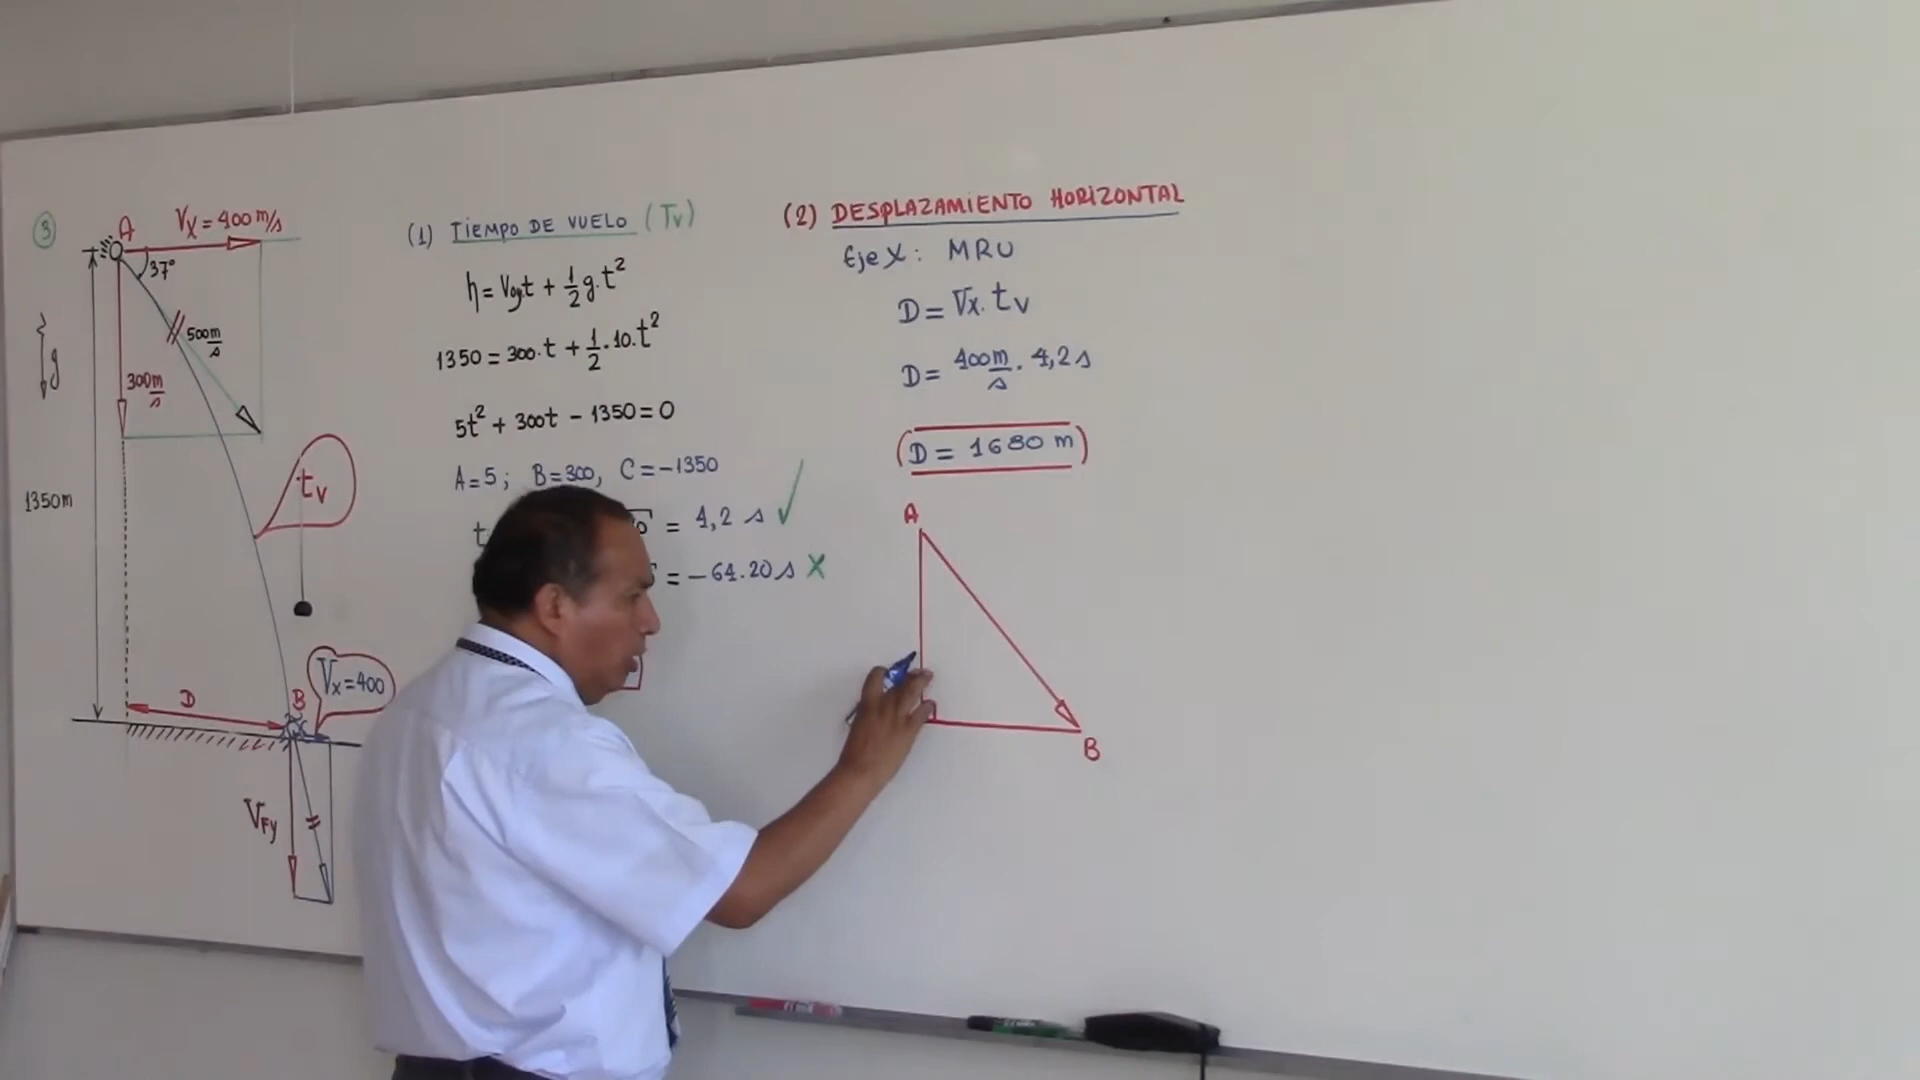 3
A
Vx = 400 m/s
37°
500 m/s
300 m/s
g
1350 m
tv
Vx = 400
D
B
VFy
(1) TIEMPO DE VUELO (Tv)
h = Voyt + 1/2 g.t²
1350 = 300.t + 1/2 . 10.t²
5t² + 300t - 1350 = 0
A = 5 ; B = 300, C = -1350
t
= 4,2 s ✓
= -64.20 s X
(2) DESPLAZAMIENTO HORIZONTAL
Eje X : MRU
D = Vx. tv
D = 400 m/s . 4,2 s
(D = 1680 m)
A
B